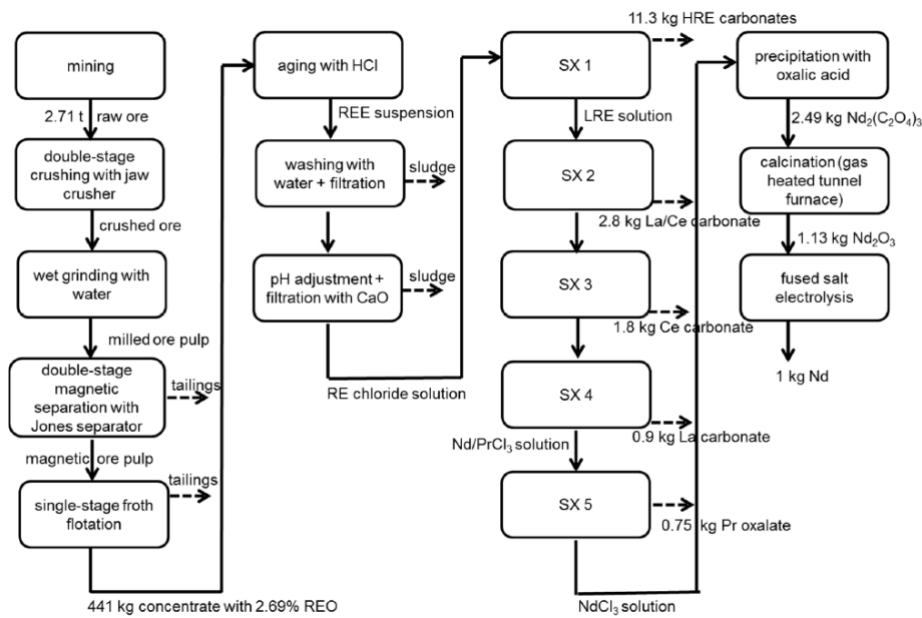 mining
2.71 t raw ore
double-stage
crushing with jaw
crusher
crushed ore
wet grinding with
water
milled ore pulp
double-stage
magnetic
separation with
Jones separator
tailings
magnetic ore pulp
single-stage froth
flotation
tailings
441 kg concentrate with 2.69% REO
aging with HCl
REE suspension
washing with
water + filtration
sludge
pH adjustment +
filtration with CaO
sludge
RE chloride solution
11.3 kg HRE carbonates
SX 1
LRE solution
SX 2
2.8 kg La/Ce carbonate
SX 3
1.8 kg Ce carbonate
SX 4
0.9 kg La carbonate
Nd/PrCl₃ solution
SX 5
0.75 kg Pr oxalate
NdCl₃ solution
precipitation with
oxalic acid
2.49 kg Nd₂(C₂O₄)₃
calcination (gas
heated tunnel
furnace)
1.13 kg Nd₂O₃
fused salt
electrolysis
1 kg Nd